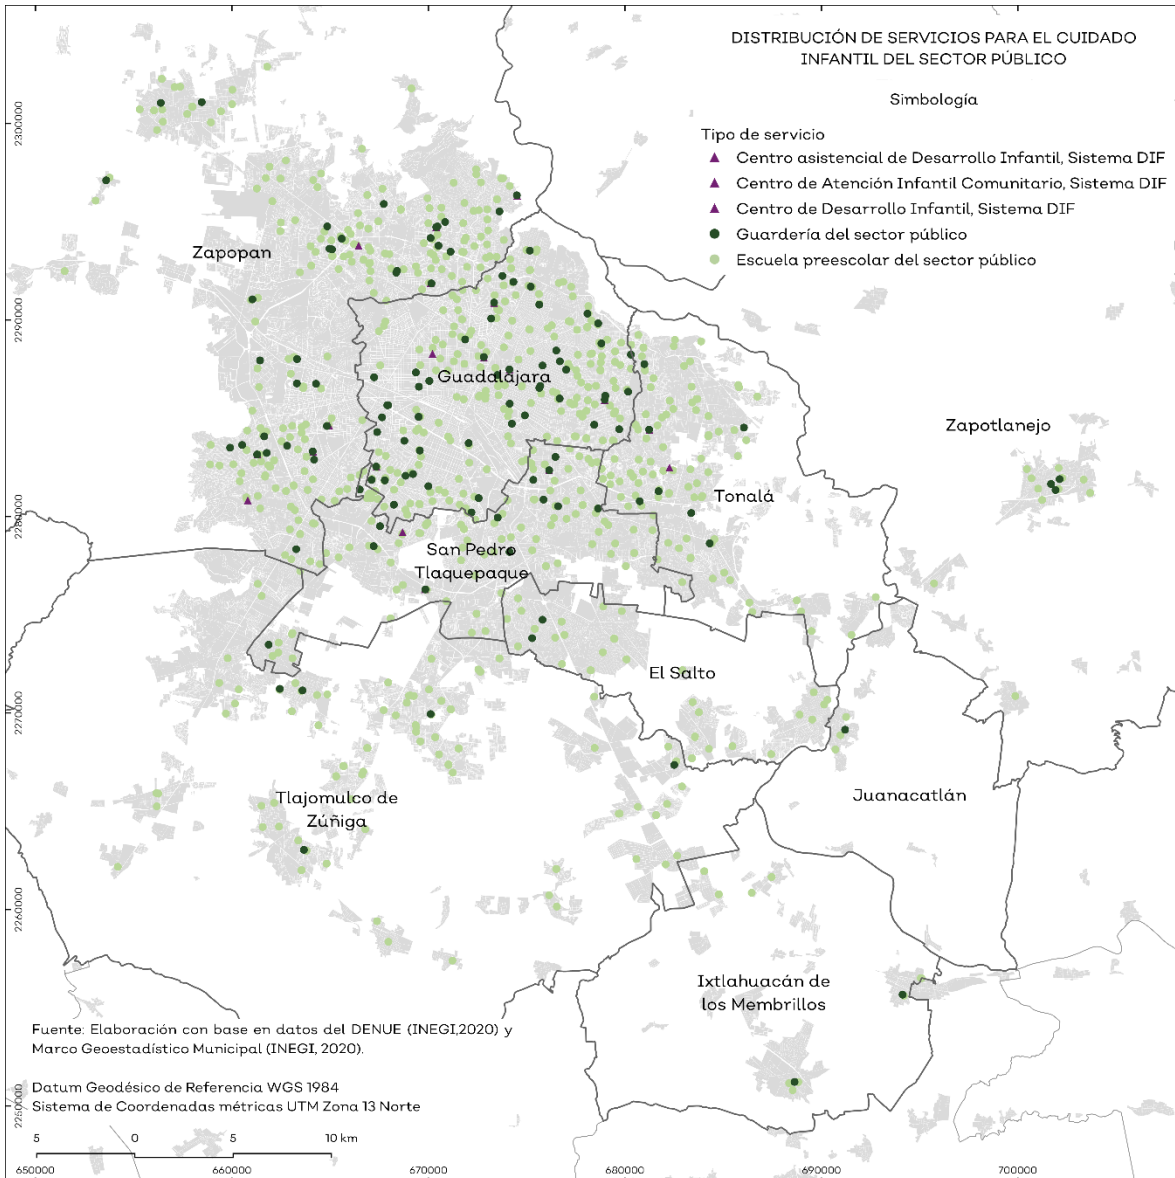 DISTRIBUCIÓN DE SERVICIOS PARA EL CUIDADO
INFANTIL DEL SECTOR PÚBLICO
Simbología
Tipo de servicio
Centro asistencial de Desarrollo Infantil, Sistema DIF
Centro de Atención Infantil Comunitario, Sistema DIF
Centro de Desarrollo Infantil, Sistema DIF
Guardería del sector público
Escuela preescolar del sector público
Zapopan
Guadalajara
Zapotlanejo
Tonalá
San Pedro
Tlaquepaque
El Salto
Tlajomulco de
Zúñiga
Juanacatlán
Ixtlahuacán de
los Membrillos
2300000
2290000
2280000
2270000
2260000
2250000
Fuente: Elaboración con base en datos del DENUE (INEGI,2020) y
Marco Geoestadístico Municipal (INEGI, 2020).
Datum Geodésico de Referencia WGS 1984
Sistema de Coordenadas métricas UTM Zona 13 Norte
5 0 5 10 km
650000 660000 670000 680000 690000 700000